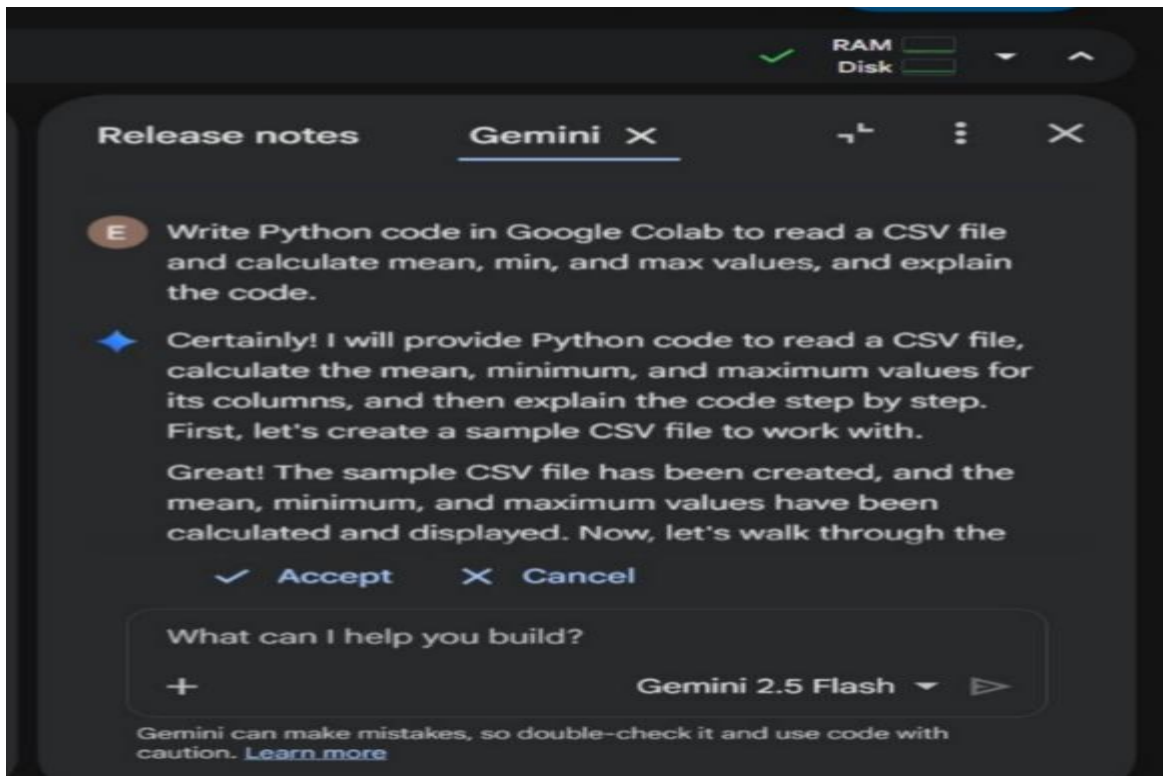 RAM
Disk
Release notes Gemini
E
Write Python code in Google Colab to read a CSV file
and calculate mean, min, and max values, and explain
the code.
Certainly! I will provide Python code to read a CSV file,
calculate the mean, minimum, and maximum values for
its columns, and then explain the code step by step.
First, let's create a sample CSV file to work with.
Great! The sample CSV file has been created, and the
mean, minimum, and maximum values have been
calculated and displayed. Now, let's walk through the
Accept Cancel
What can I help you build?
Gemini 2.5 Flash
Gemini can make mistakes, so double-check it and use code with
caution. Learn more